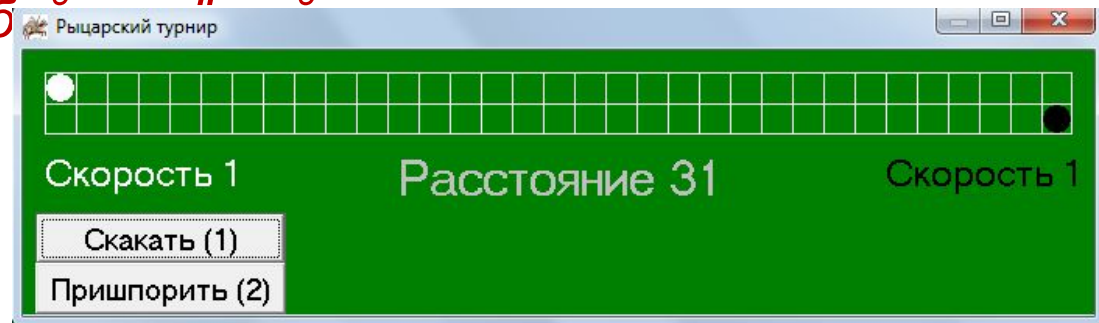 Рыцарский турнир
Скорость 1 Расстояние 31 Скорость 1
Скакать (1)
Пришпорить (2)